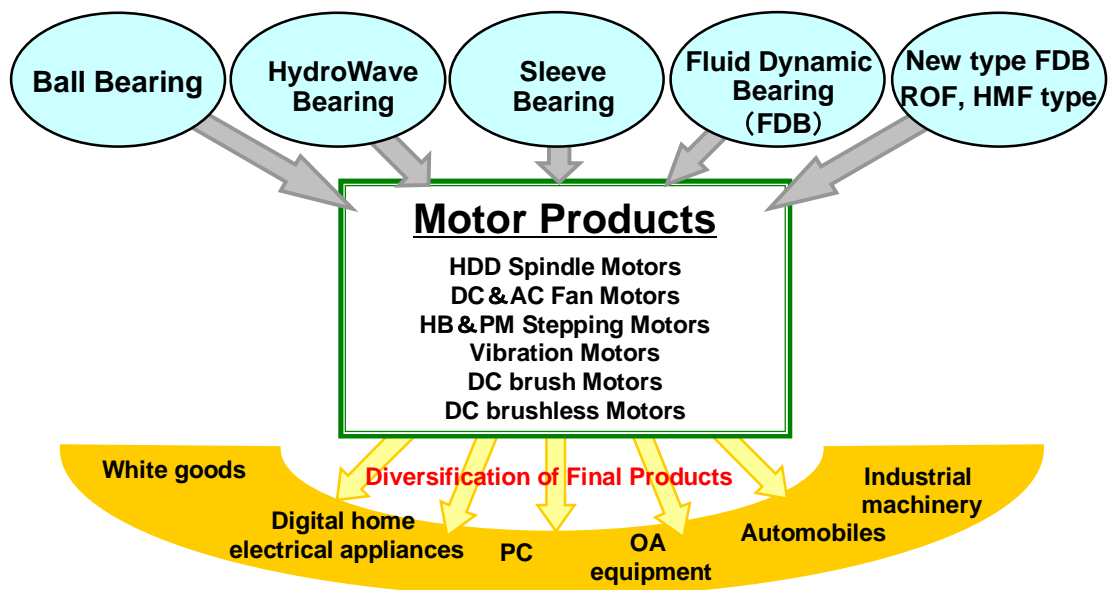 Ball Bearing
HydroWave
Bearing
Sleeve
Bearing
Fluid Dynamic
Bearing
（FDB）
New type FDB
ROF, HMF type
Motor Products
HDD Spindle Motors
DC＆AC Fan Motors
HB＆PM Stepping Motors
Vibration Motors
DC brush Motors
DC brushless Motors
Diversification of Final Products
White goods
Digital home
electrical appliances
PC
OA
equipment
Automobiles
Industrial
machinery